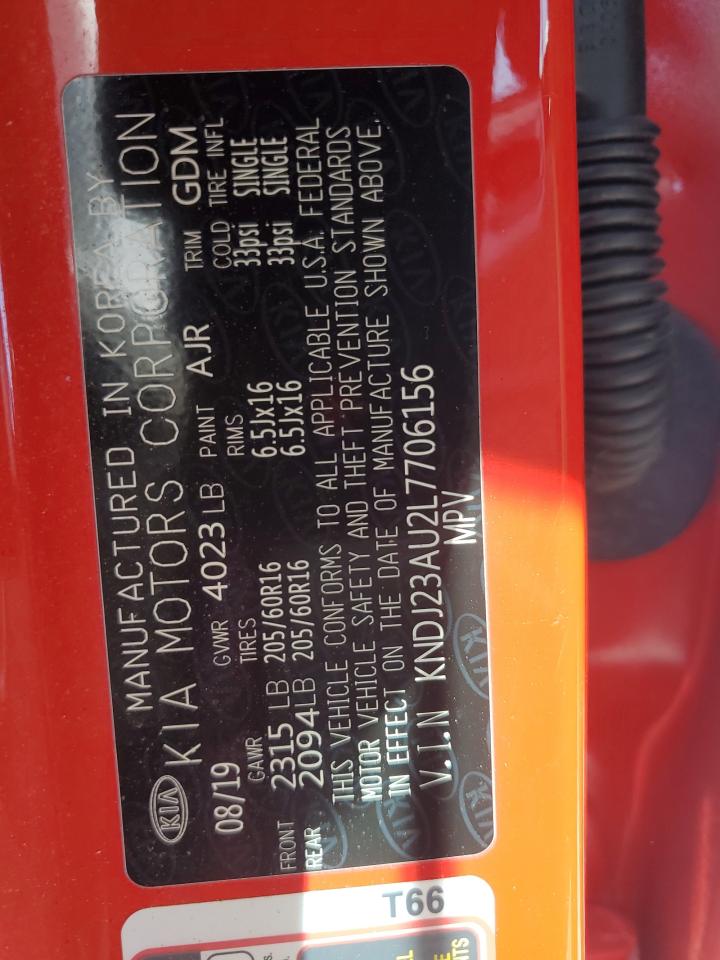 MANUFACTURED IN KOREA BY
KIA KIA MOTORS CORPORATION
08/19 GVWR 4023 LB PAINT AJR TRIM GDM
GAWR TIRES RIMS COLD TIRE INFL
FRONT 2315 LB 205/60R16 6.5Jx16 33psi SINGLE
REAR 2094 LB 205/60R16 6.5Jx16 33psi SINGLE
THIS VEHICLE CONFORMS TO ALL APPLICABLE U.S.A. FEDERAL
MOTOR VEHICLE SAFETY AND THEFT PREVENTION STANDARDS
IN EFFECT ON THE DATE OF MANUFACTURE SHOWN ABOVE.
V.I.N KNDJ23AU2L7706156
MPV
T66